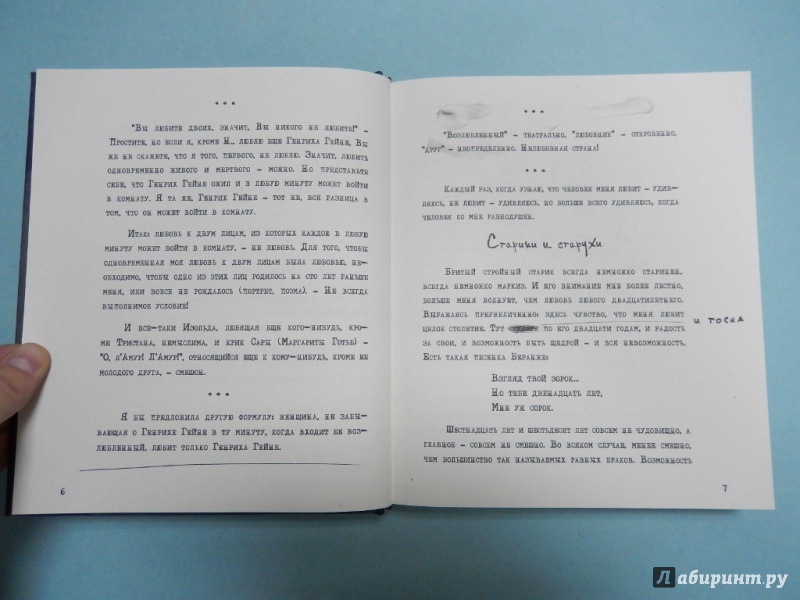 * * *
"Вы любите двоих, значит, Вы никого не любите!" –
Простите, но если я, кроме Н., люблю еще Генриха Гейне, Вы
же не скажете, что я того, первого, не люблю. Значит, любить
одновременно живого и мертвого – можно. Но представьте
себе, что Генрих Гейне ожил и в любую минуту может войти
в комнату. Я та же, Генрих Гейне – тот же, вся разница в
том, что он может войти в комнату.
Итак: любовь к двум лицам, из которых каждое в любую
минуту может войти в комнату, – не любовь. Для того, чтобы
одновременная моя любовь к двум лицам была любовью, не-
обходимо, чтобы одно из этих лиц родилось на сто лет раньше
меня, или вовсе не рождалось (портрет, поэма). – Не всегда
выполнимое условие!
И все-таки Изольда, любящая еще кого-нибудь, кро-
ме Тристана, немыслима, и крик Сары (Маргариты Готье) –
"О, л'Амур! Л'Амур!", относящийся еще к кому-нибудь, кроме ее
молодого друга, – смешон.
* * *
Я бы предложила другую формулу: женщина, не забы-
вающая о Генрихе Гейне в ту минуту, когда входит ее воз-
любленный, любит только Генриха Гейне.
6
* * *
"Возлюбленный" – театрально, "любовник" – откровенно,
"друг" – неопределенно. Нелюбовная страна!
* * *
Каждый раз, когда узнаю, что человек меня любит – удив-
ляюсь, не любит – удивляюсь, но больше всего удивляюсь, когда
человек ко мне равнодушен.
Старики и старухи
Бритый стройный старик всегда немножко старинен,
всегда немножко маркиз. И его внимание мне более лестно,
больше меня волнует, чем любовь любого двадцатилетнего.
Выражаясь преувеличенно: здесь чувство, что меня любит
целое столетие. Тут и тоска по его двадцати годам, и радость
за свои, и возможность быть щедрой – и вся невозможность.
Есть такая песенка Беранже:
Взгляд твой зорок...
Но тебе двенадцать лет,
Мне уж сорок.
Шестнадцать лет и шестьдесят лет совсем не чудовищно, а
главное – совсем не смешно. Во всяком случае, менее смешно,
чем большинство так называемых равных браков. Возможность
7
Лабиринт.ру